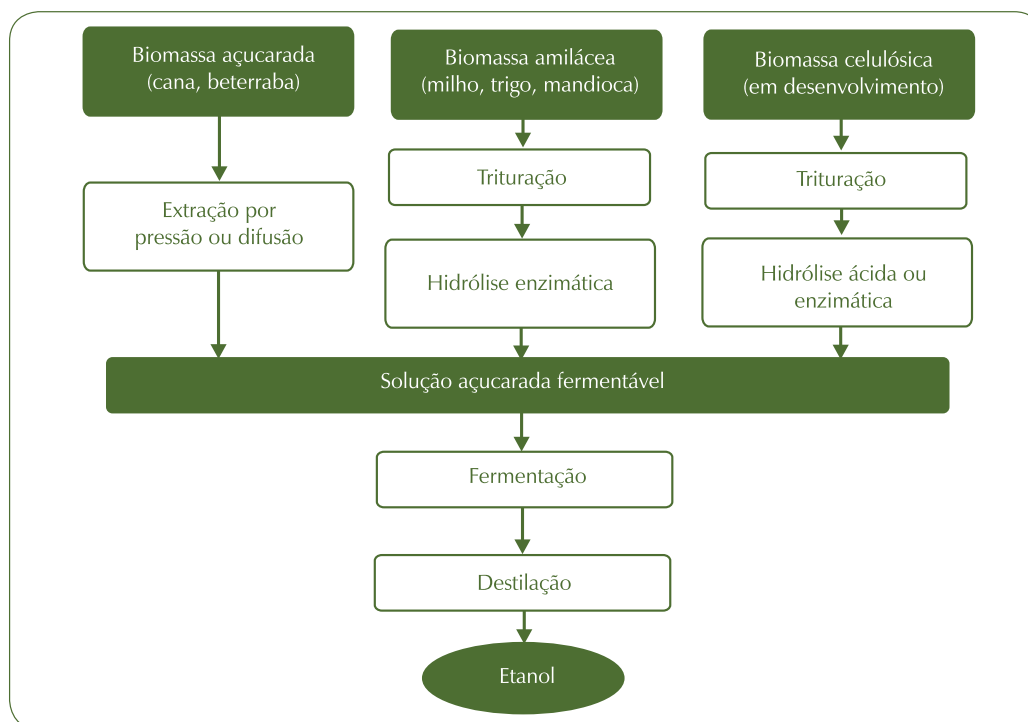 Biomassa açucarada
(cana, beterraba)
Biomassa amilácea
(milho, trigo, mandioca)
Biomassa celulósica
(em desenvolvimento)
Extração por
pressão ou difusão
Trituração
Hidrólise enzimática
Trituração
Hidrólise ácida ou
enzimática
Solução açucarada fermentável
Fermentação
Destilação
Etanol